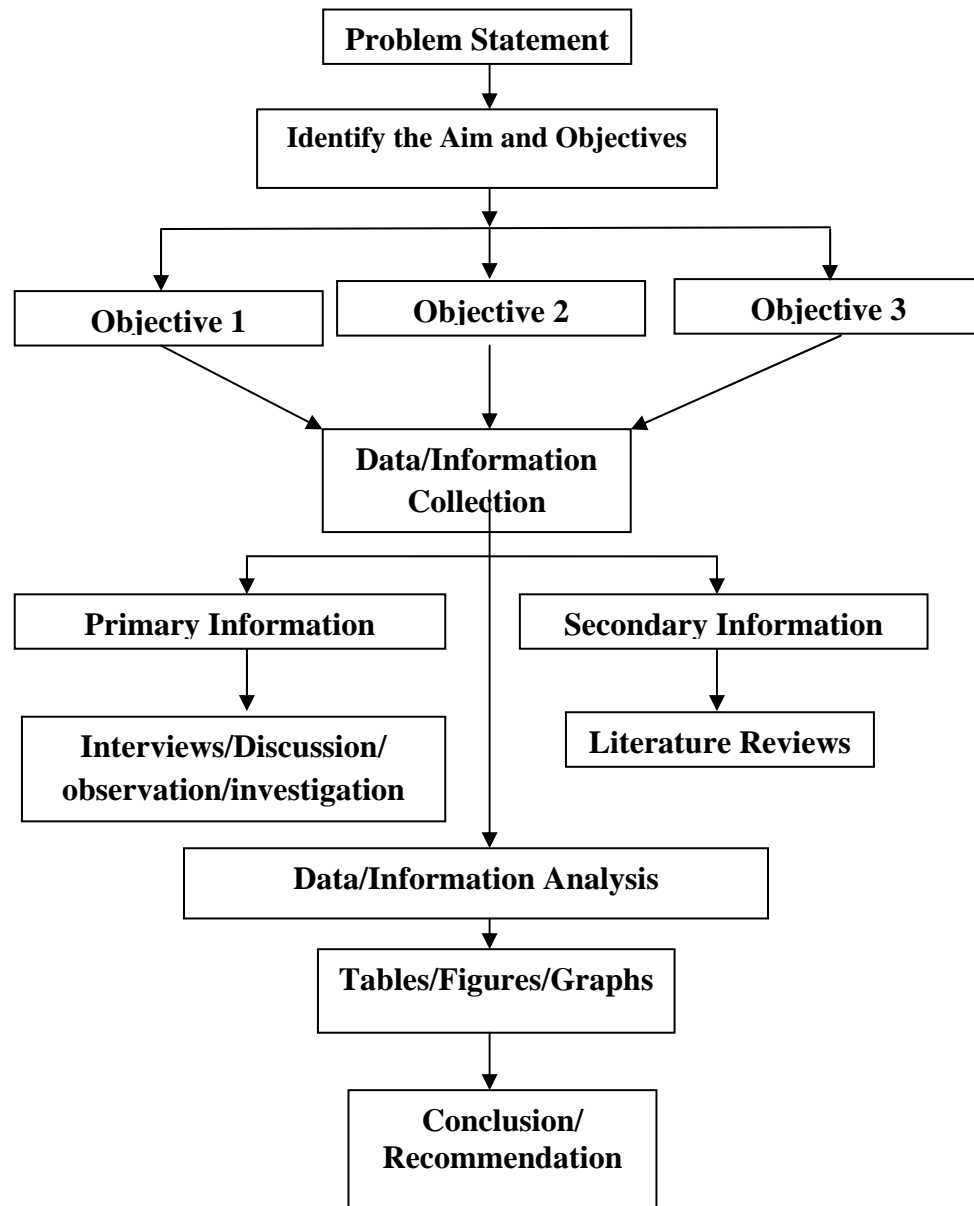 Problem Statement
Identify the Aim and Objectives
Objective 1
Objective 2
Objective 3
Data/Information
Collection
Primary Information
Secondary Information
Interviews/Discussion/
observation/investigation
Literature Reviews
Data/Information Analysis
Tables/Figures/Graphs
Conclusion/
Recommendation